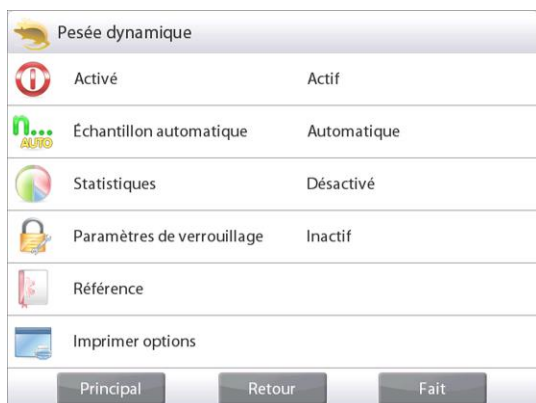 Pesée dynamique
Activé Actif
n... AUTO Échantillon automatique Automatique
Statistiques Désactivé
Paramètres de verrouillage Inactif
Référence
Imprimer options
Principal Retour Fait